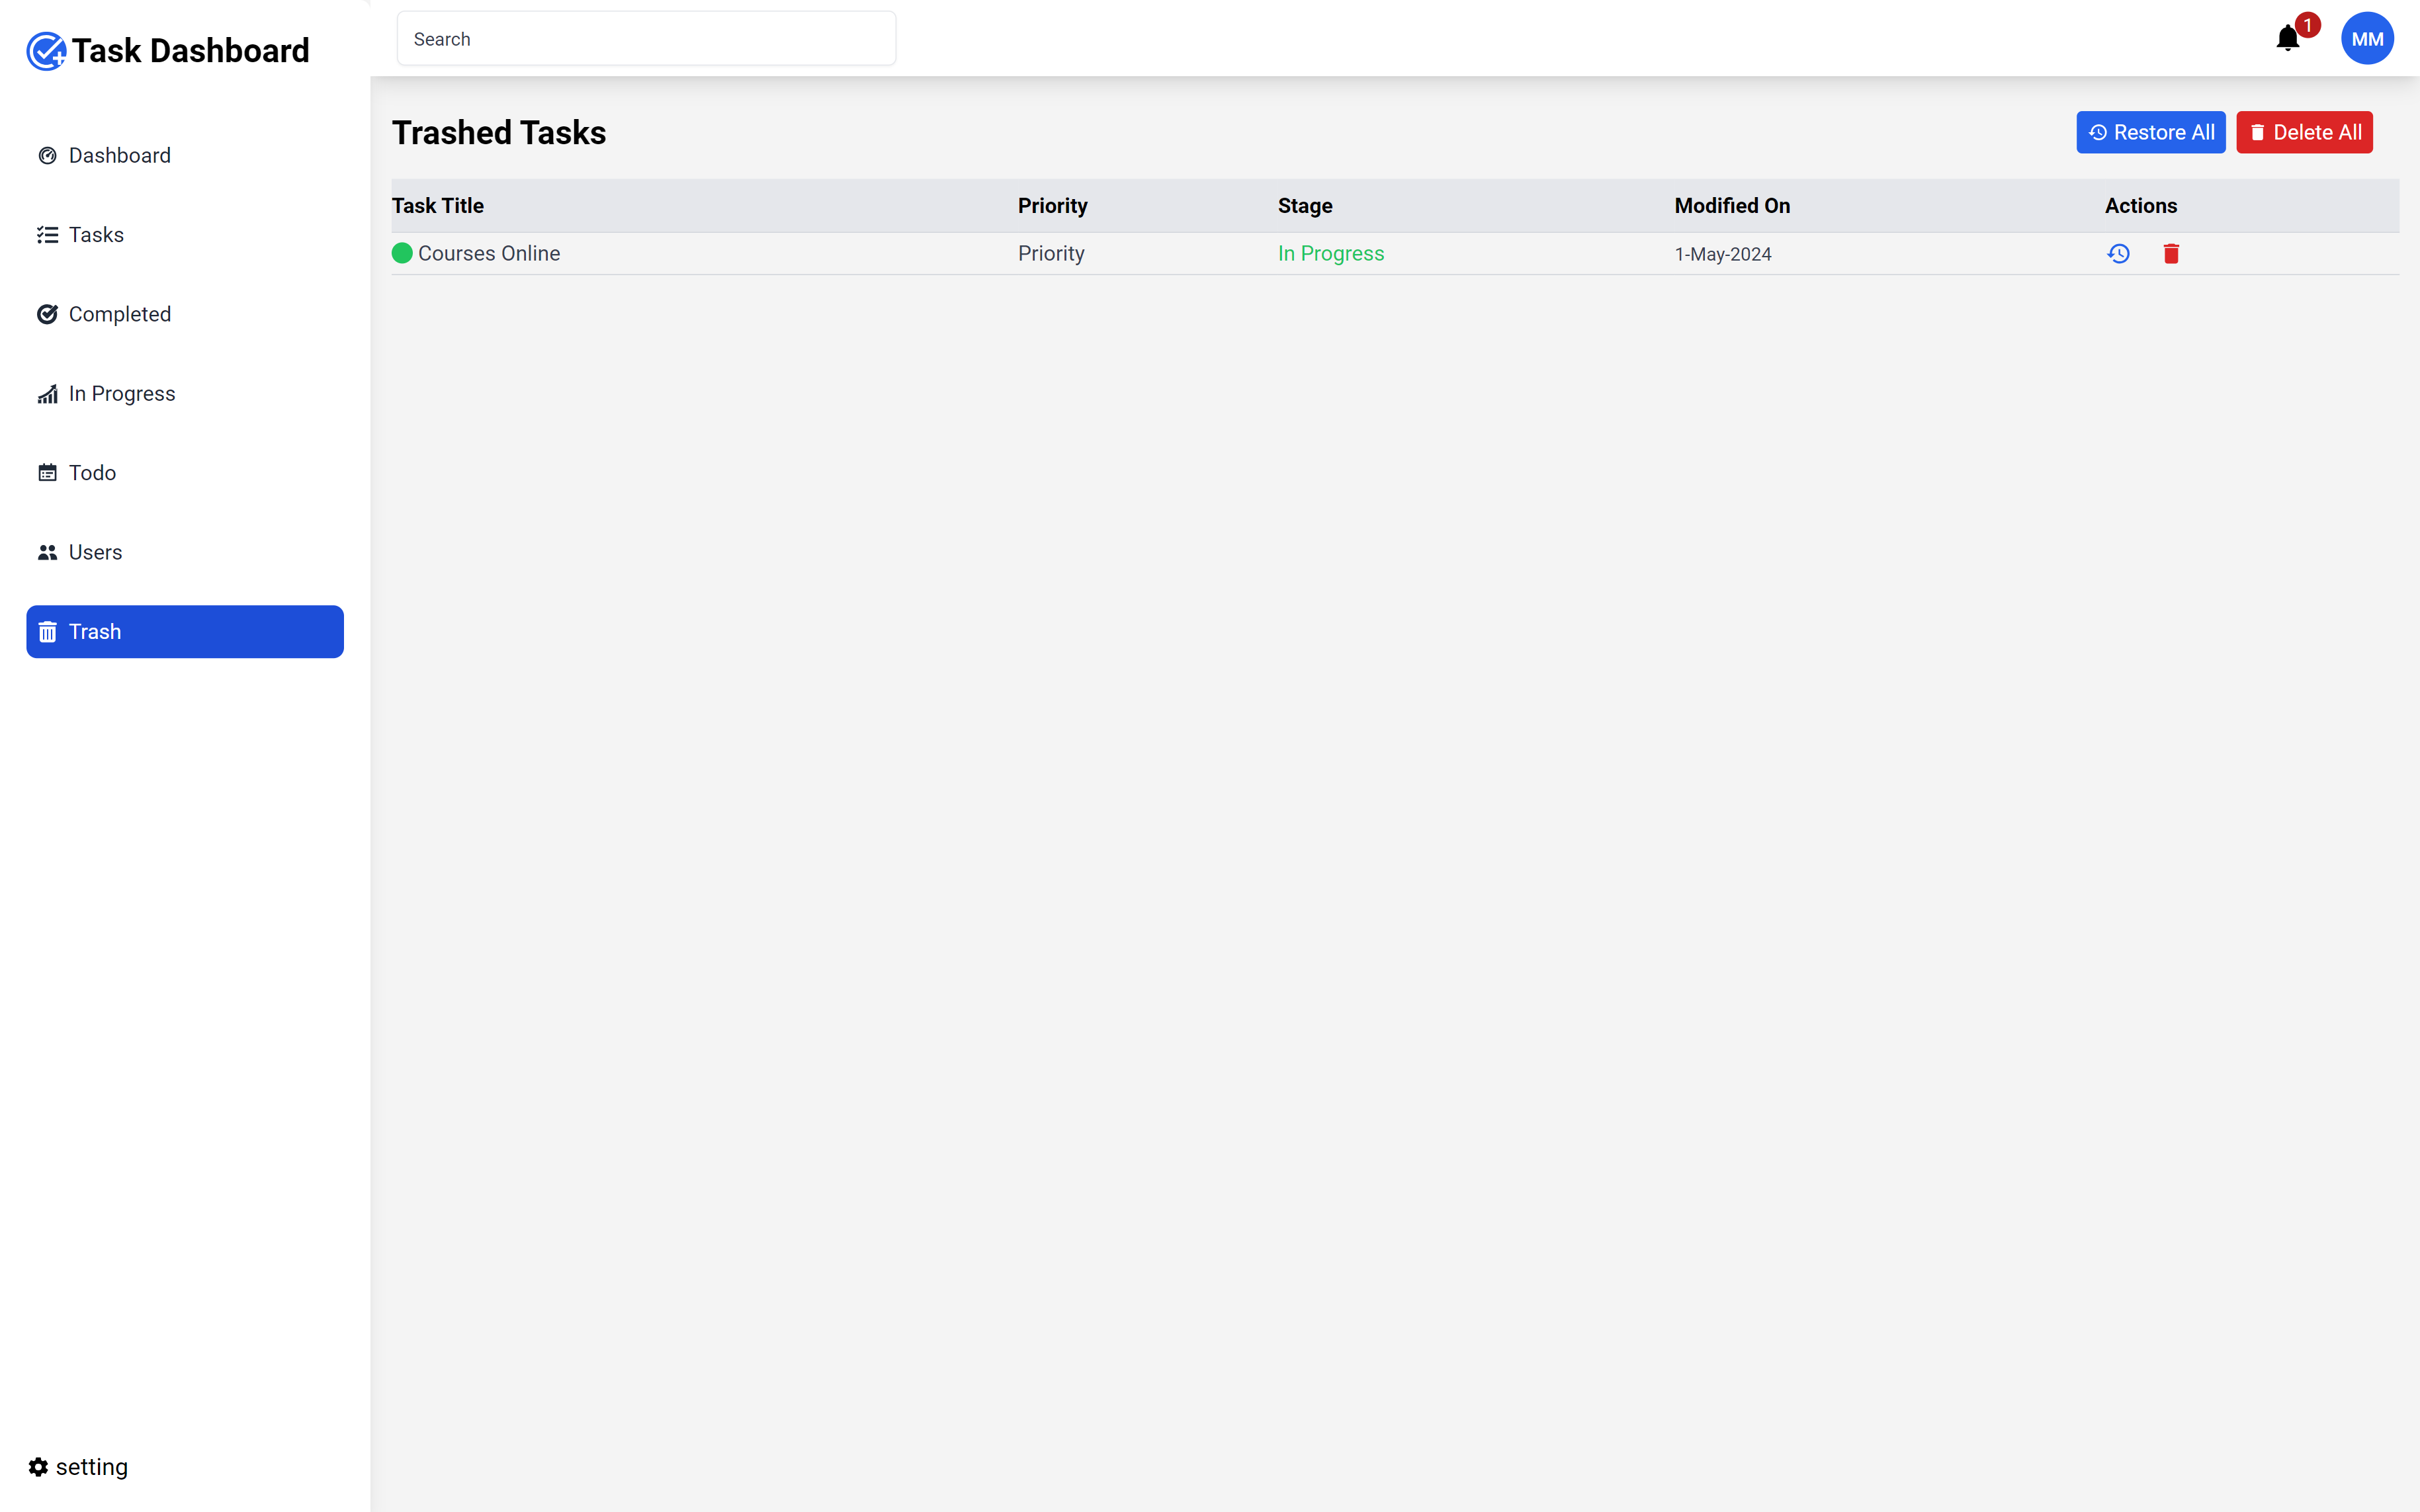 Task Dashboard
Search
1
MM
Dashboard
Tasks
Completed
In Progress
Todo
Users
Trash
setting
Trashed Tasks
Restore All
Delete All
Task Title Priority Stage Modified On Actions
Courses Online Priority In Progress 1-May-2024